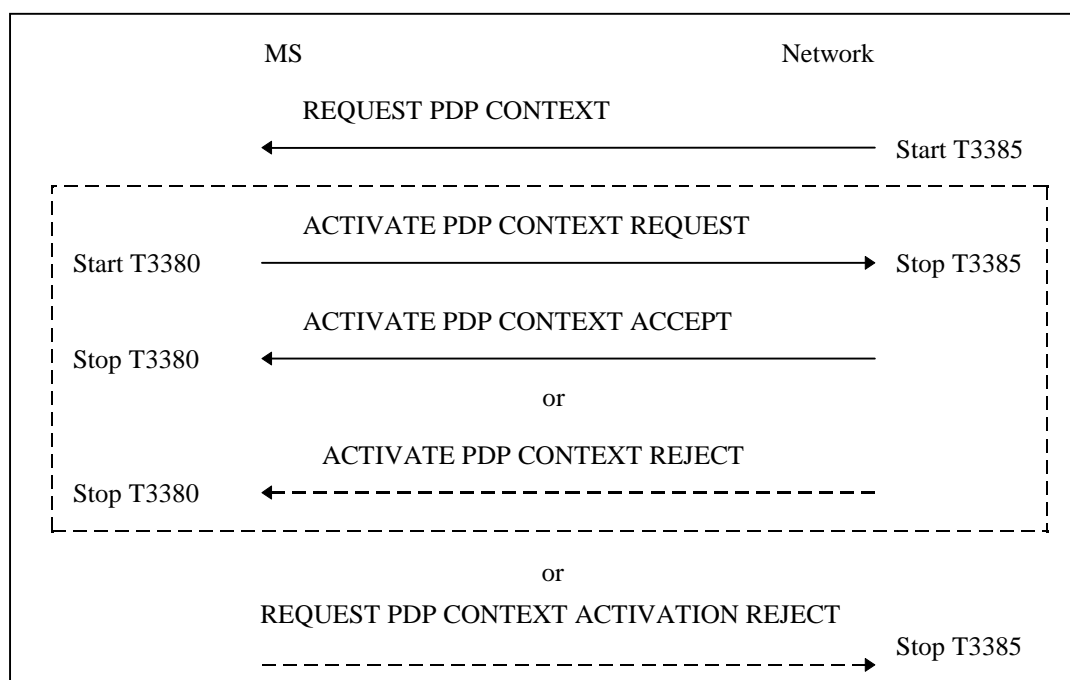 MS Network
REQUEST PDP CONTEXT
Start T3385
ACTIVATE PDP CONTEXT REQUEST
Start T3380 Stop T3385
ACTIVATE PDP CONTEXT ACCEPT
Stop T3380
or
ACTIVATE PDP CONTEXT REJECT
Stop T3380
or
REQUEST PDP CONTEXT ACTIVATION REJECT
Stop T3385